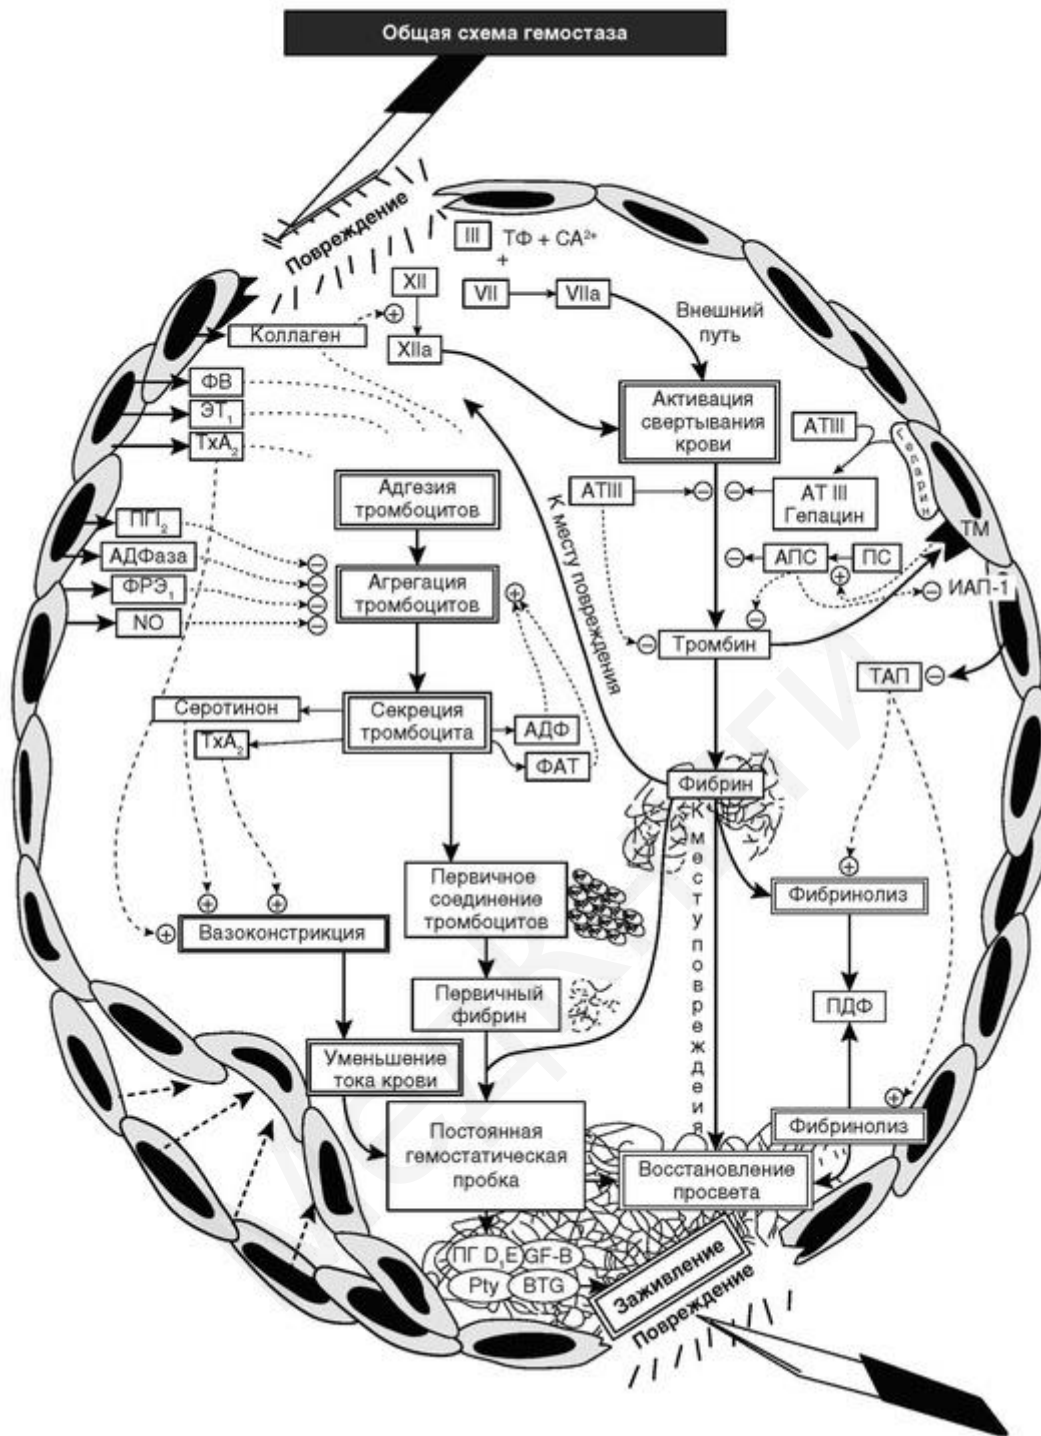 Общая схема гемостаза
Повреждение
III
ТФ + СА²⁺
+
XII
VII
VIIa
Внешний
путь
Коллаген
+
XIIa
ФВ
ЭТ₁
ТхА₂
Активация
свертывания
крови
АТIII
Гепарин
Адгезия
тромбоцитов
К месту повреждения
АТIII
−
−
АТ III
Гепацин
ТМ
ПГI₂
АДФаза
ФРЭ₁
NO
−
−
−
−
Агрегация
тромбоцитов
+
−
АПС
ПС
+
−
ИАП-1
−
−
Тромбин
ТАП
−
Серотинон
ТхА₂
Секреция
тромбоцита
АДФ
ФАТ
Фибрин
К месту повреждения
+
Первичное
соединение
тромбоцитов
Фибринолиз
+
+
+
Вазоконстрикция
Первичный
фибрин
ПДФ
Уменьшение
тока крови
+
Фибринолиз
Постоянная
гемостатическая
пробка
Восстановление
просвета
ПГ D₁E
GF-B
Pty
BTG
Заживление
Повреждение